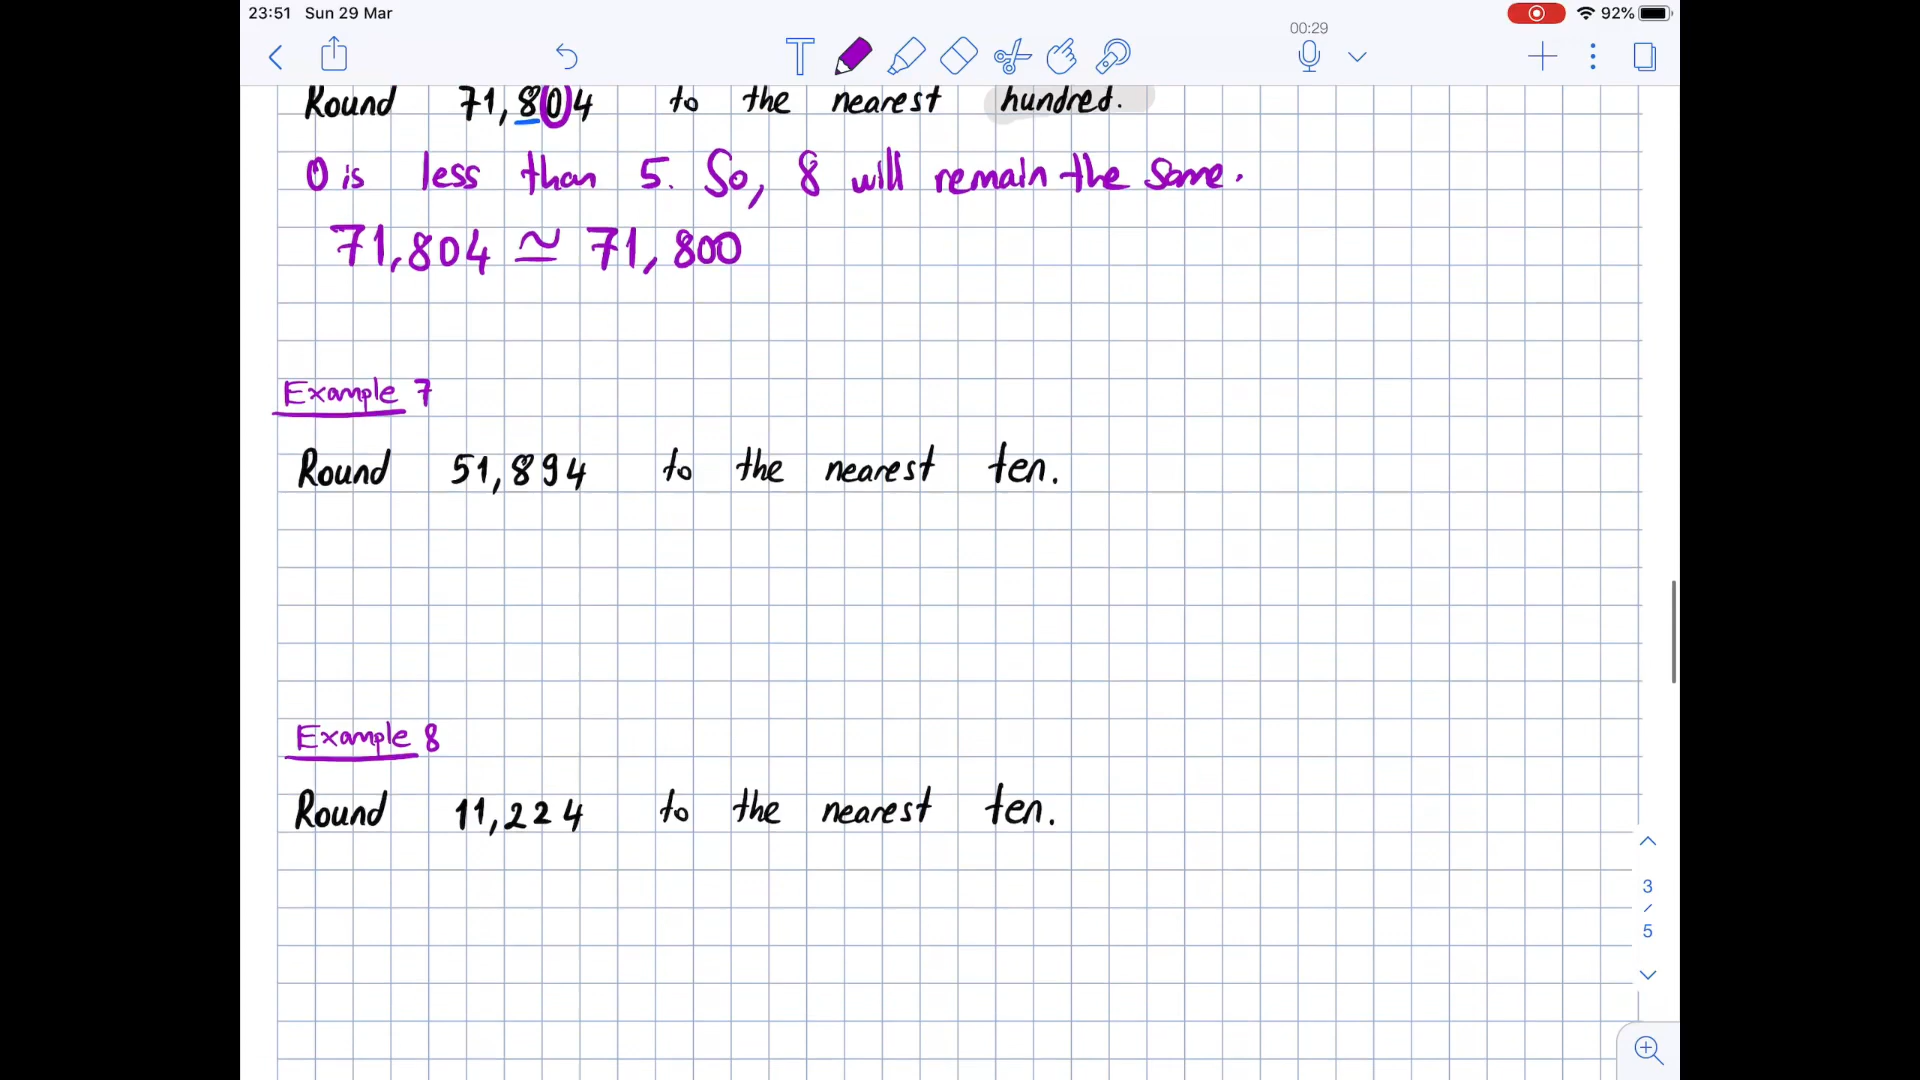 23:51 Sun 29 Mar 92%
00:29
T
Round 71,804 to the nearest hundred.
0 is less than 5. So, 8 will remain the same.
71,804 ≃ 71,800
Example 7
Round 51,894 to the nearest ten.
Example 8
Round 11,224 to the nearest ten.
3
/
5